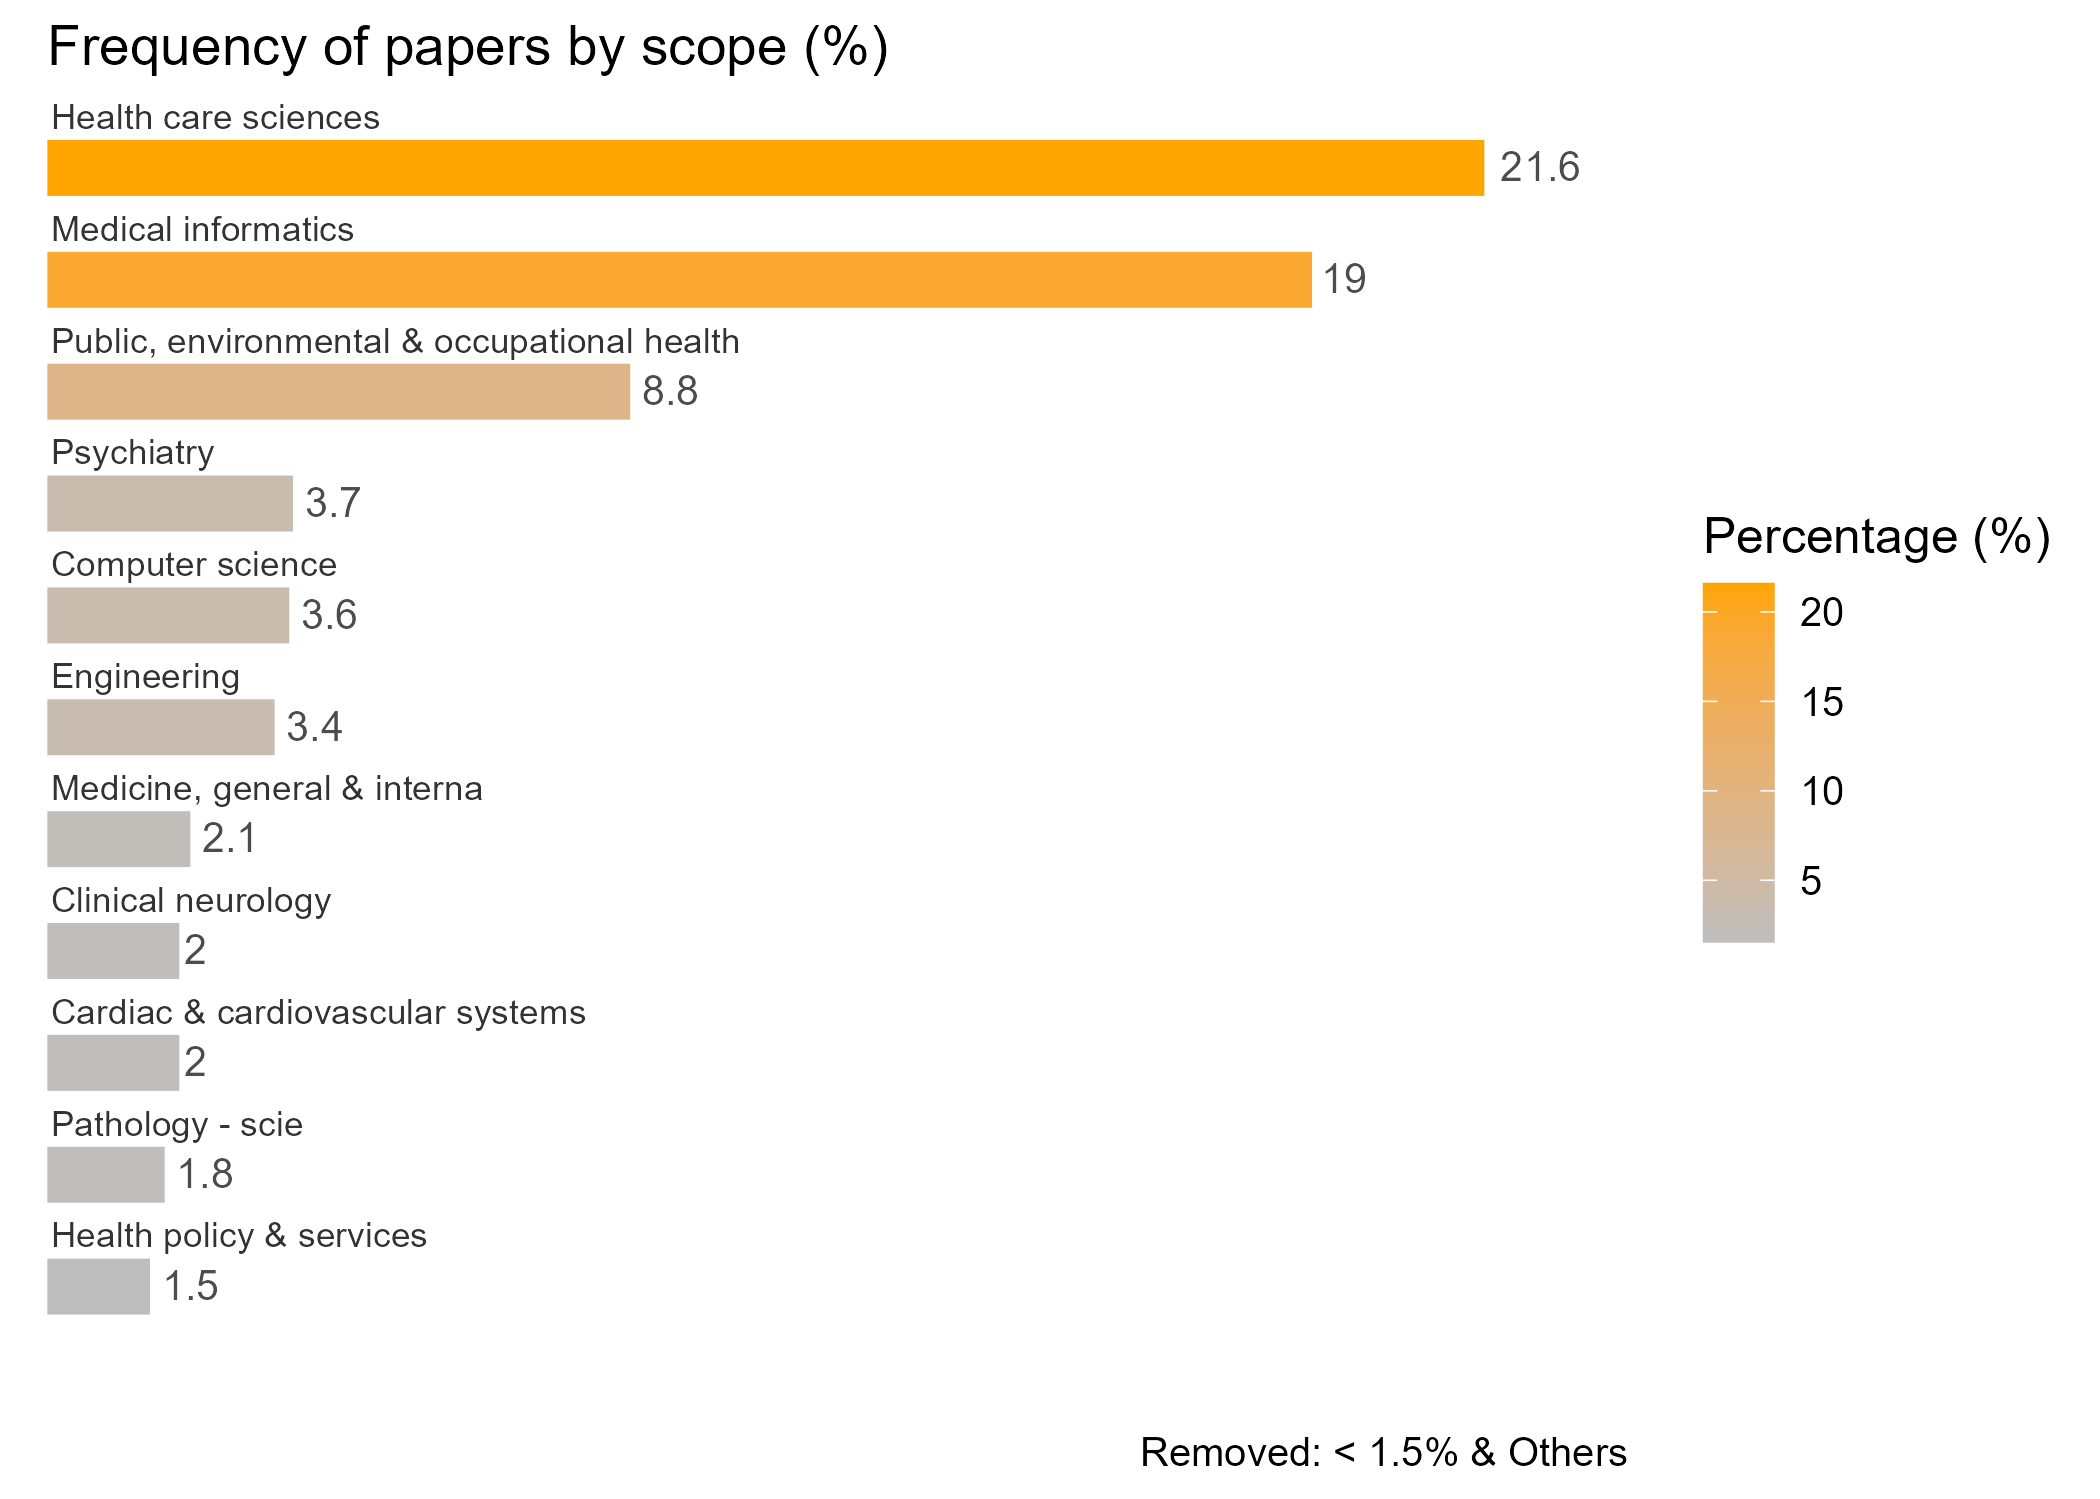 Frequency of papers by scope (%)
Health care sciences
21.6
Medical informatics
19
Public, environmental & occupational health
8.8
Psychiatry
3.7
Computer science
3.6
Engineering
3.4
Medicine, general & interna
2.1
Clinical neurology
2
Cardiac & cardiovascular systems
2
Pathology - scie
1.8
Health policy & services
1.5
Percentage (%)
20
15
10
5
Removed: < 1.5% & Others